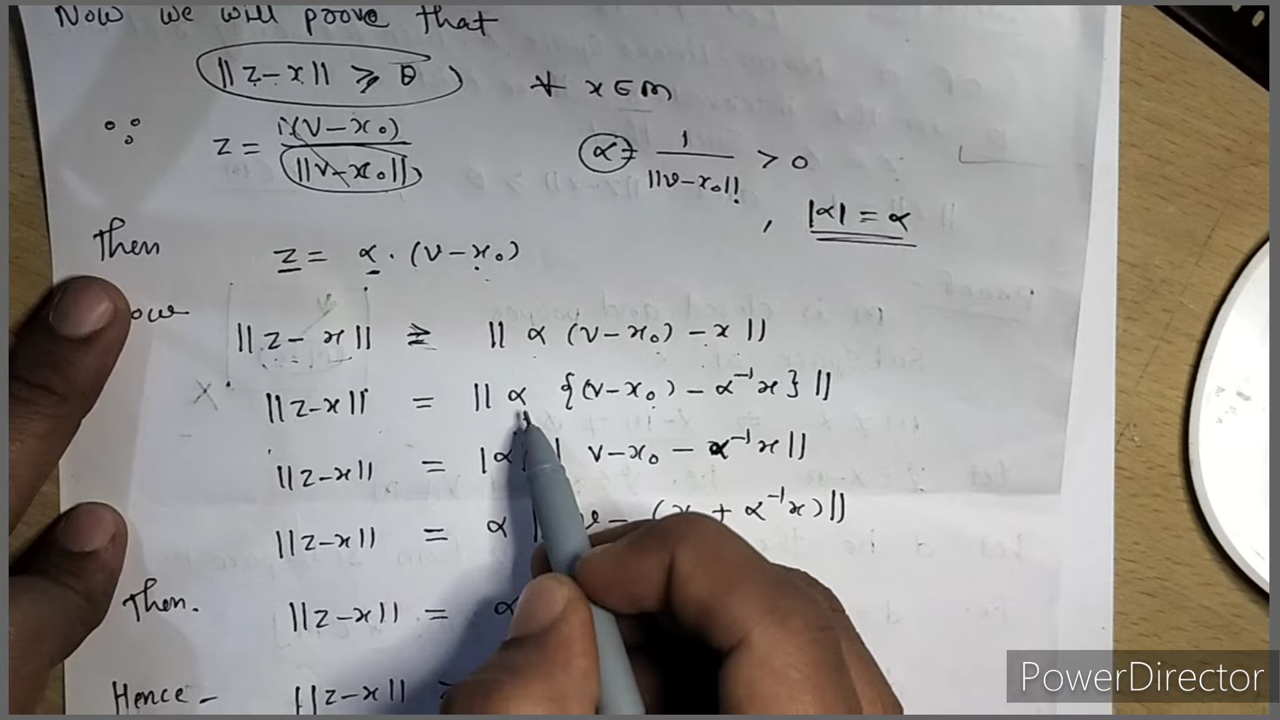 Now we will prove that
||z-x|| ≥ θ ∀ x∈m
∵ z = (v-x₀) / ||v-x₀|| α = 1 / ||v-x₀|| > 0
, |α| = α
Then z = α · (v-x₀)
||z-x|| = ||α (v-x₀) - x||
||z-x|| = ||α {(v-x₀) - α⁻¹x}||
||z-x|| = |α| v-x₀ - α⁻¹x||
||z-x|| = α + α⁻¹x)||
Then. ||z-x|| = α
Hence - ||z-x||
PowerDirector